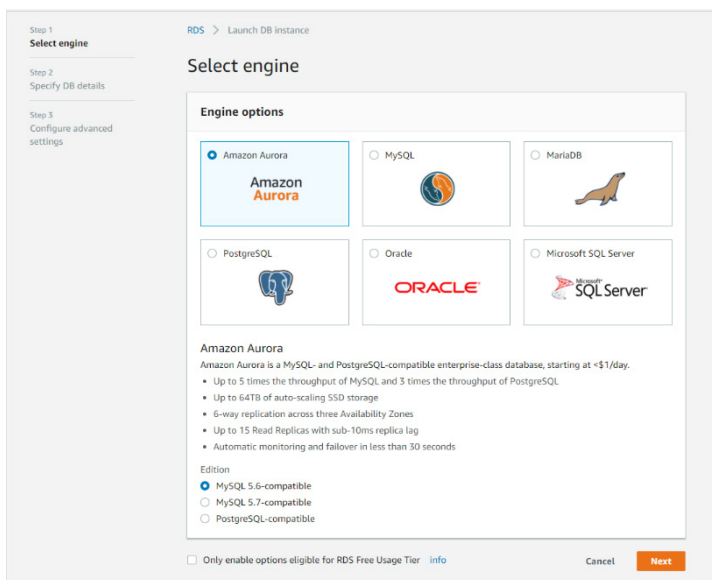 Step 1
Select engine
Step 2
Specify DB details
Step 3
Configure advanced
settings
RDS > Launch DB instance
Select engine
Engine options
Amazon Aurora
Amazon
Aurora
MySQL
MariaDB
PostgreSQL
Oracle
ORACLE
Microsoft SQL Server
Microsoft
SQL Server
Amazon Aurora
Amazon Aurora is a MySQL- and PostgreSQL-compatible enterprise-class database, starting at <$1/day.
• Up to 5 times the throughput of MySQL and 3 times the throughput of PostgreSQL
• Up to 64TB of auto-scaling SSD storage
• 6-way replication across three Availability Zones
• Up to 15 Read Replicas with sub-10ms replica lag
• Automatic monitoring and failover in less than 30 seconds
Edition
MySQL 5.6-compatible
MySQL 5.7-compatible
PostgreSQL-compatible
Only enable options eligible for RDS Free Usage Tier info
Cancel
Next